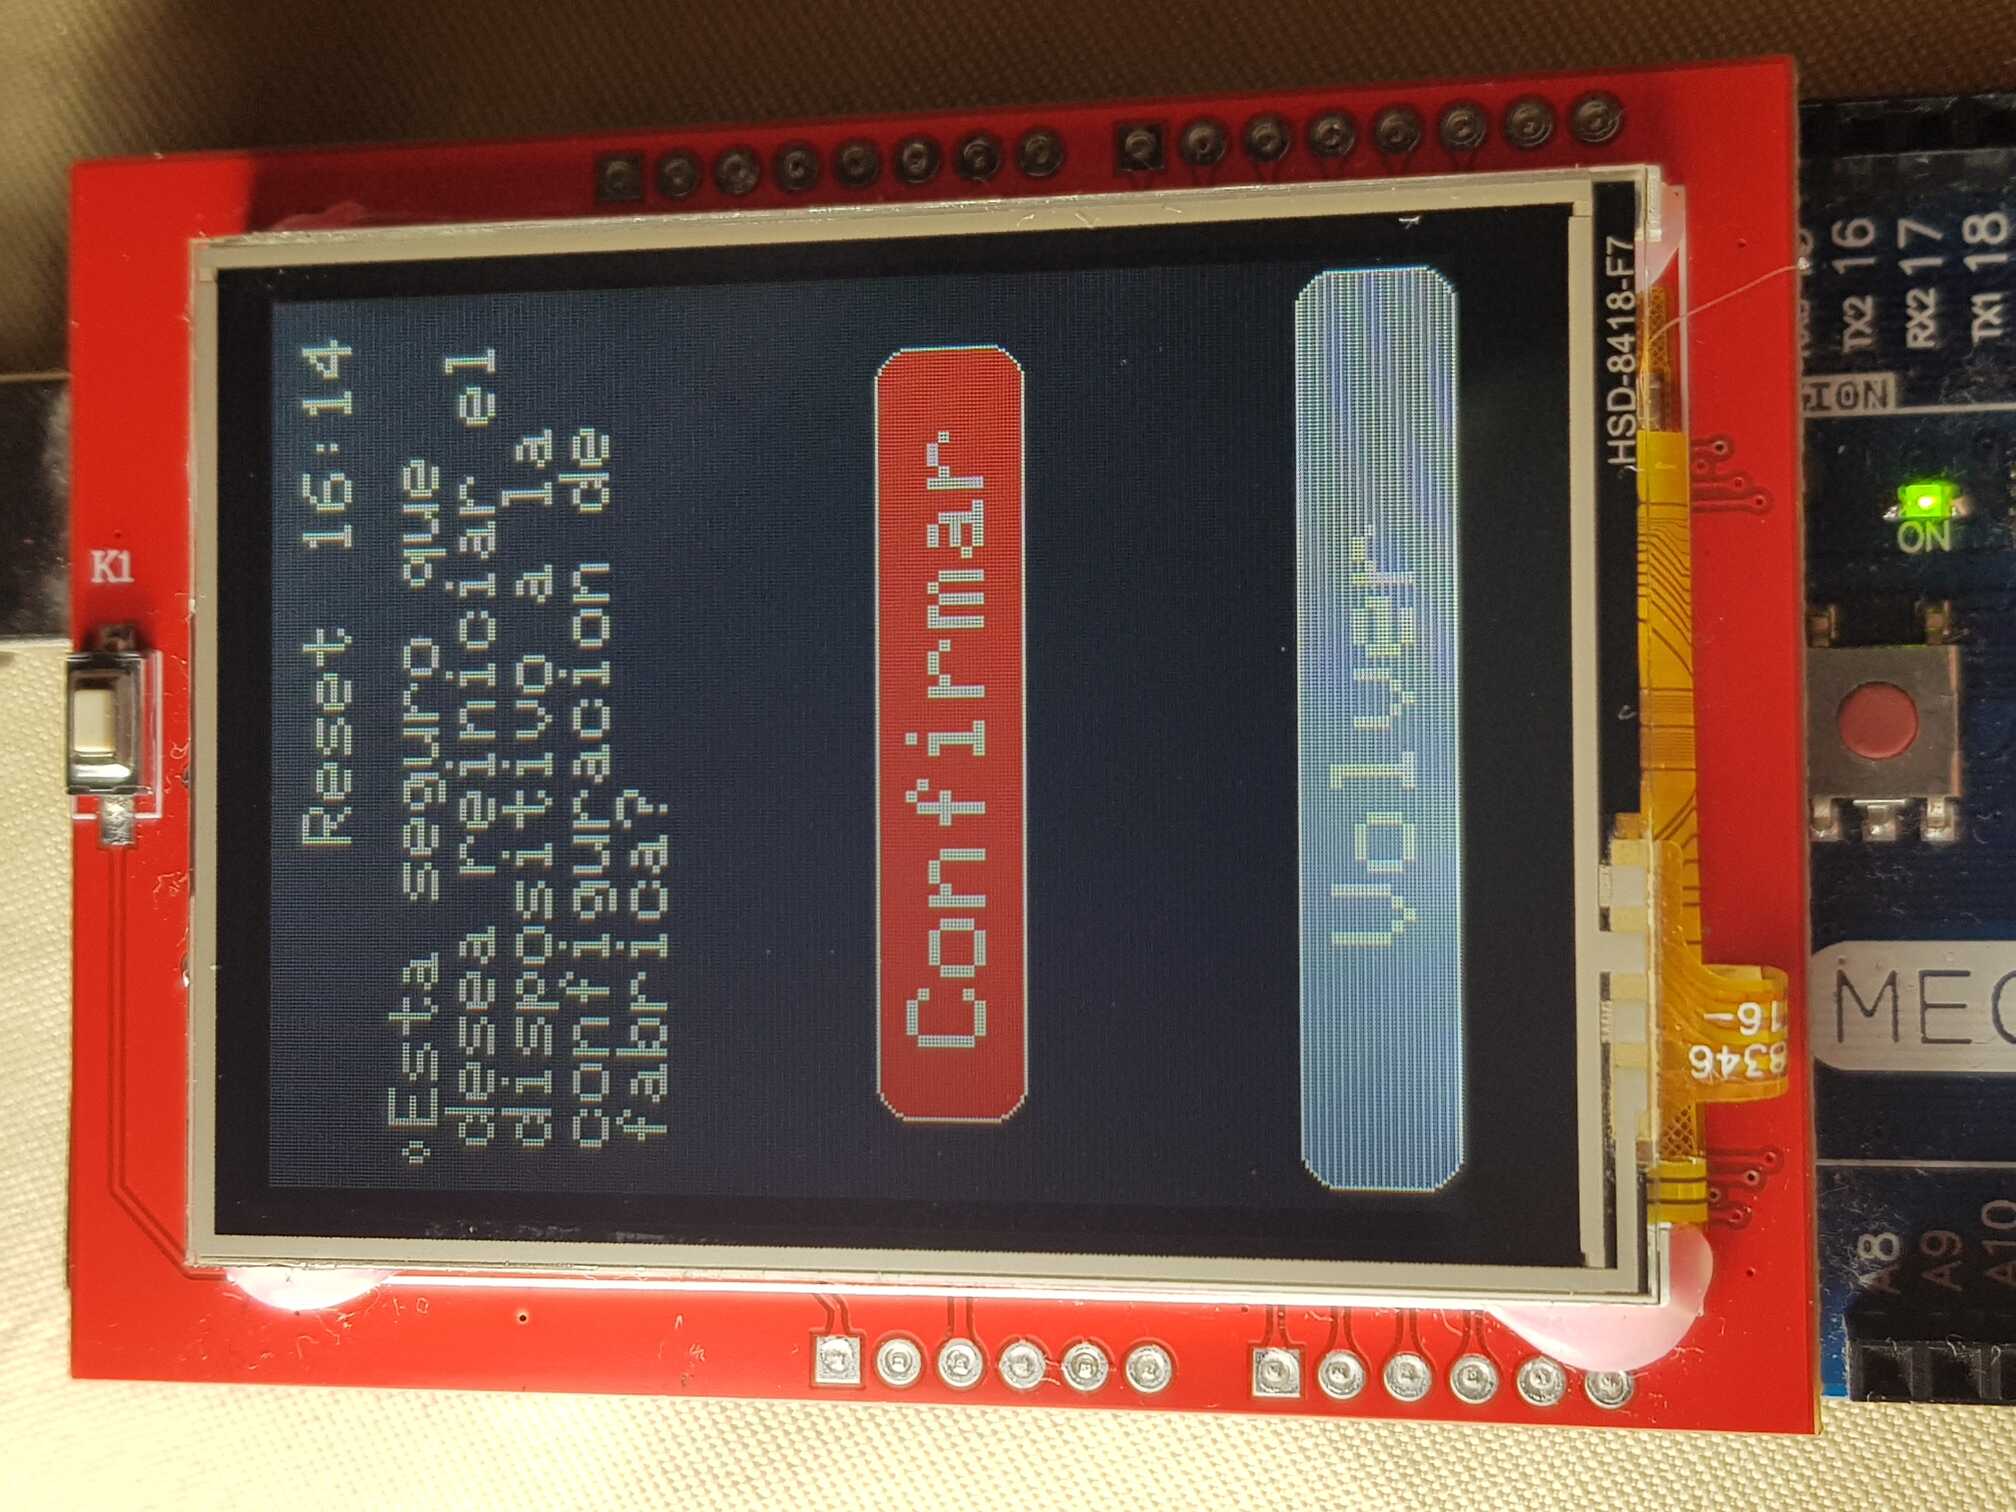 K1
Reset 16:14
◊Esta seguro que
desea reiniciar el
dispositivo a la
configuracion de
fabrica?
Confirmar
Volver
HSD-8418-F7
8346
16-
A8
A9
A10
MEG
ON
TX2 16
RX2 17
TX1 18